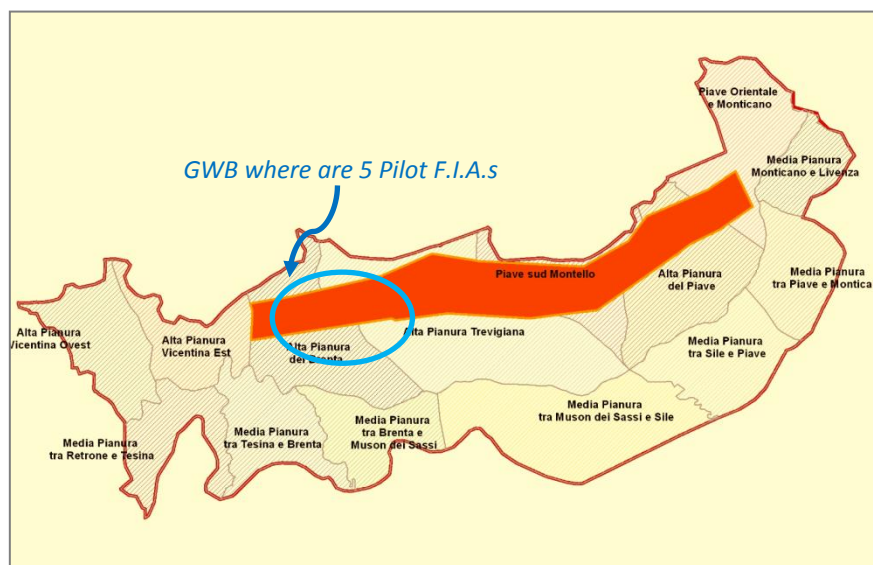 Piave Orientale
e Monticano
Media Pianura
Monticano e Livenza
GWB where are 5 Pilot F.I.A.s
Piave sud Montello
Alta Pianura
del Piave
Media Pianura
tra Piave e Montica
Alta Pianura
Vicentina Ovest
Alta Pianura
Vicentina Est
Alta Pianura
del Brenta
Alta Pianura Trevigiana
Media Pianura
tra Sile e Piave
Media Pianura
tra Retrone e Tesina
Media Pianura
tra Tesina e Brenta
Media Pianura
tra Brenta e
Muson dei Sassi
Media Pianura
tra Muson dei Sassi e Sile